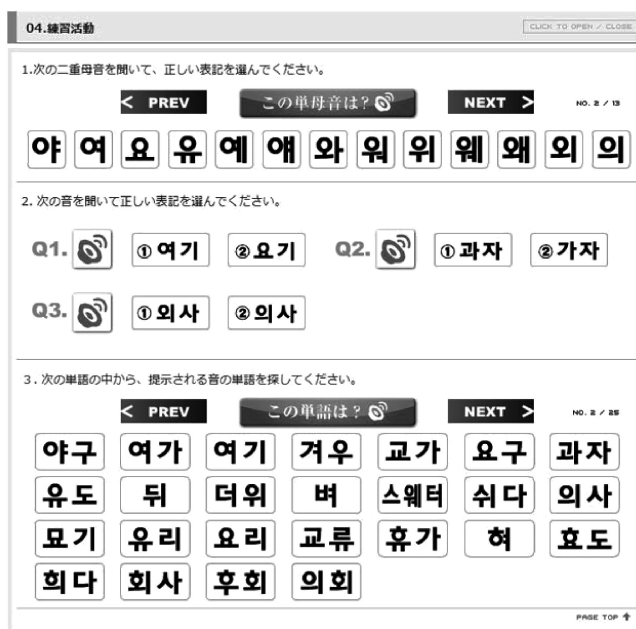 04.練習活動 CLICK TO OPEN / CLOSE
1.次の二重母音を聞いて、正しい表記を選んでください。
< PREV この単母音は? NEXT > NO. 2 / 13
야 여 요 유 예 얘 와 워 위 웨 왜 외 의
2. 次の音を聞いて正しい表記を選んでください。
Q1. ①여기 ②요기 Q2. ①과자 ②가자
Q3. ①외사 ②의사
3. 次の単語の中から、提示される音の単語を探してください。
< PREV この単語は? NEXT > NO. 2 / 25
야구 여가 여기 겨우 교가 요구 과자
유도 뒤 더위 벼 스웨터 쉬다 의사
묘기 유리 요리 교류 휴가 혀 효도
희다 회사 후회 의회
PAGE TOP